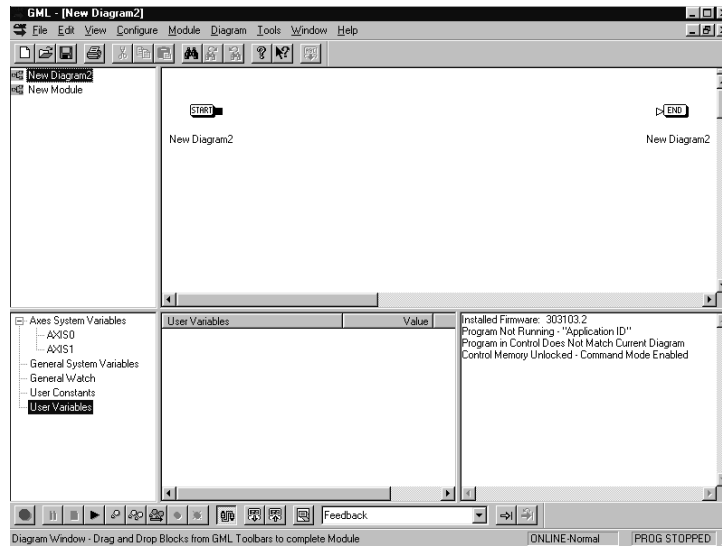 GML - [New Diagram2]
File Edit View Configure Module Diagram Tools Window Help
New Diagram2
New Module
START
END
New Diagram2
New Diagram2
Axes System Variables
AXIS0
AXIS1
General System Variables
General Watch
User Constants
User Variables
User Variables Value
Installed Firmware: 303103.2
Program Not Running - "Application ID"
Program in Control Does Not Match Current Diagram
Control Memory Unlocked - Command Mode Enabled
Feedback
Diagram Window - Drag and Drop Blocks from GML Toolbars to complete Module
ONLINE-Normal
PROG STOPPED